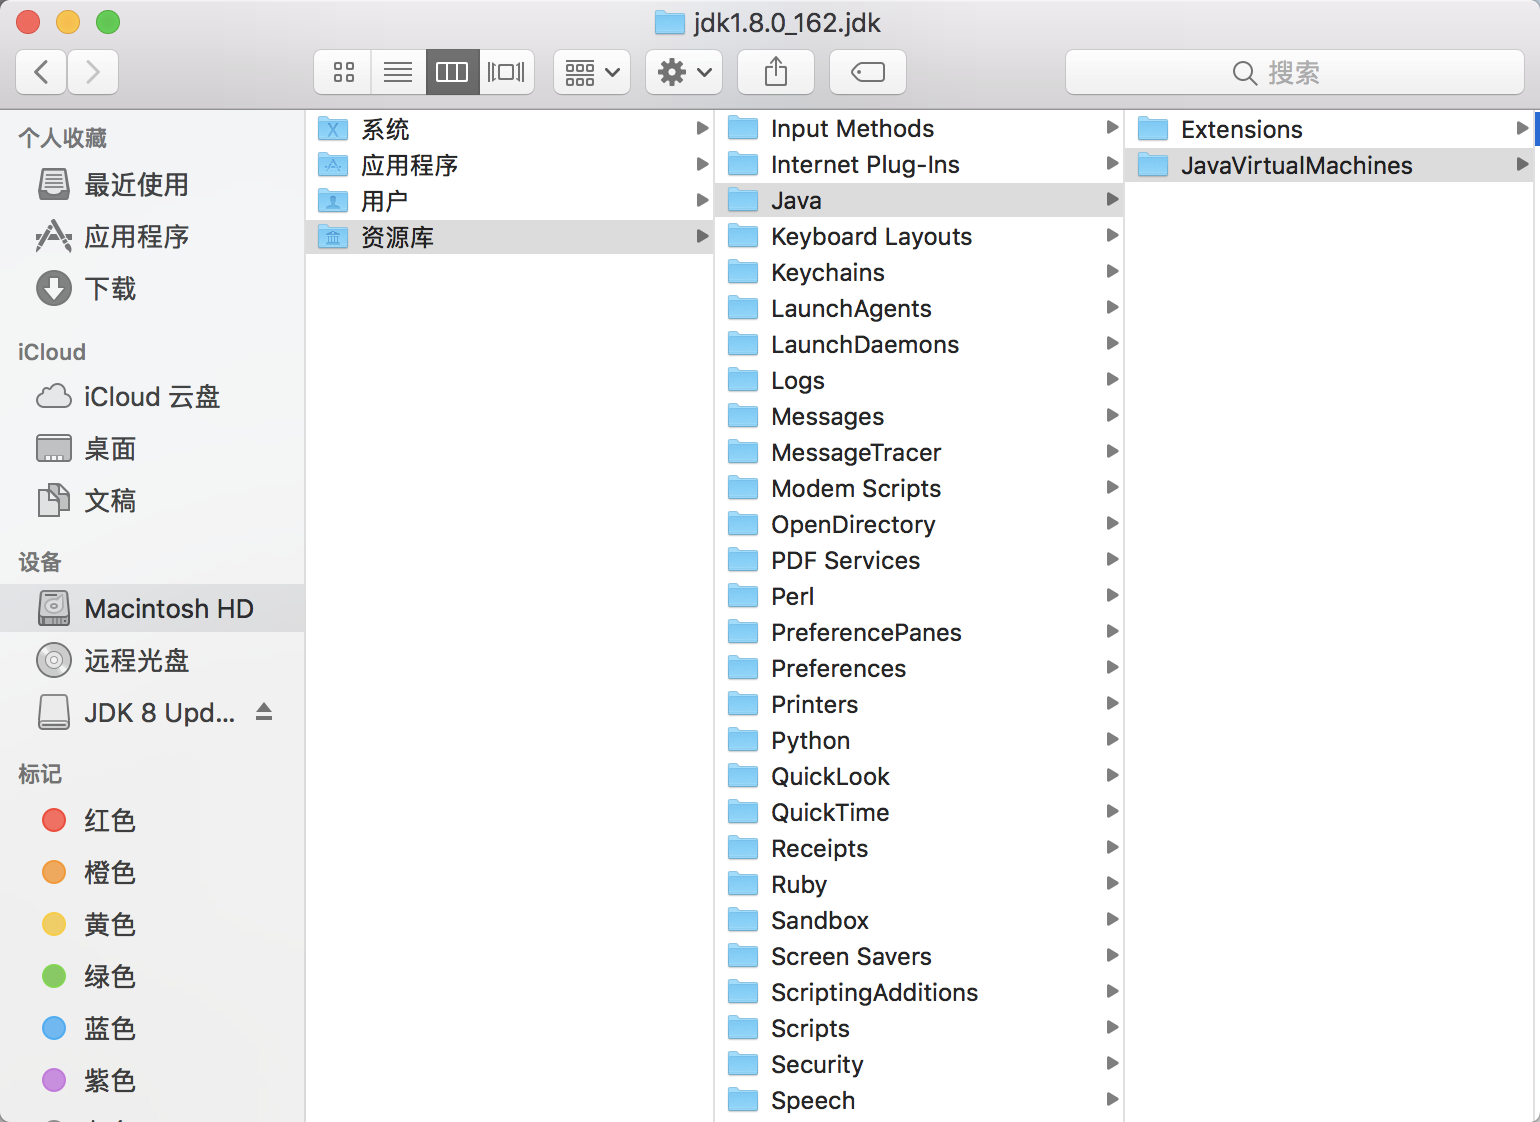 jdk1.8.0_162.jdk
搜索
个人收藏
最近使用
应用程序
下载
iCloud
iCloud 云盘
桌面
文稿
设备
Macintosh HD
远程光盘
JDK 8 Upd...
标记
红色
橙色
黄色
绿色
蓝色
紫色
系统
应用程序
用户
资源库
Input Methods
Internet Plug-Ins
Java
Keyboard Layouts
Keychains
LaunchAgents
LaunchDaemons
Logs
Messages
MessageTracer
Modem Scripts
OpenDirectory
PDF Services
Perl
PreferencePanes
Preferences
Printers
Python
QuickLook
QuickTime
Receipts
Ruby
Sandbox
Screen Savers
ScriptingAdditions
Scripts
Security
Speech
Extensions
JavaVirtualMachines